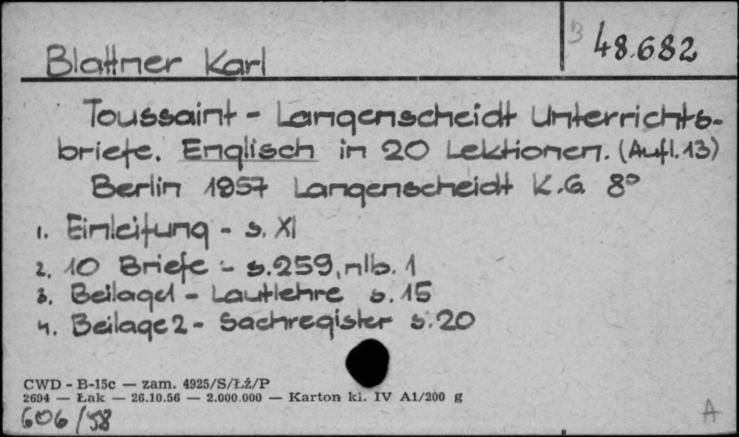 B 48.682
Blattner Karl
Toussaint - Langenscheidt Unterrichts-
briefe. Englisch in 20 Lektionen. (Aufl. 13)
Berlin 1957 Langenscheidt K.G. 8º
1. Einleitung - s. XI
2. 10 Briefe - s. 259, nlb. 1
3. Beilage 1 - Lautlehre s. 15
4. Beilage 2 - Sachregister s. 20
CWD - B-15c — zam. 4925/S/Łź/P
2694 — Łak — 26.10.56 — 2.000.000 — Karton kl. IV A1/200 g
606/58
A